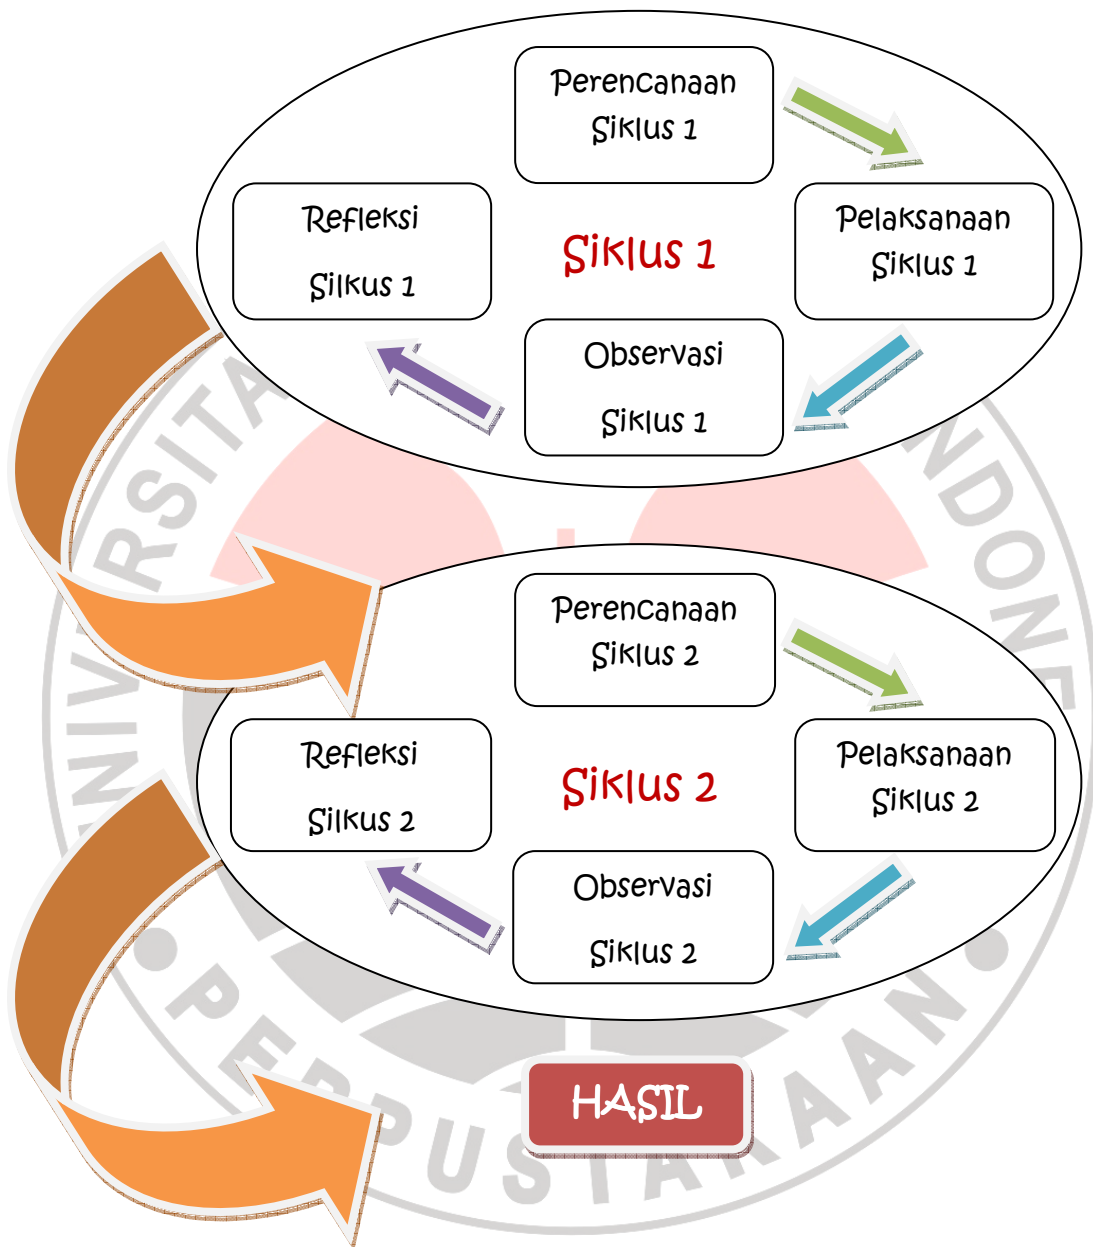 Perencanaan
Siklus 1
Refleksi
Silkus 1
Siklus 1
Pelaksanaan
Siklus 1
Observasi
Siklus 1
Perencanaan
Siklus 2
Refleksi
Silkus 2
Siklus 2
Pelaksanaan
Siklus 2
Observasi
Siklus 2
HASIL
PERPUSTAKAAN